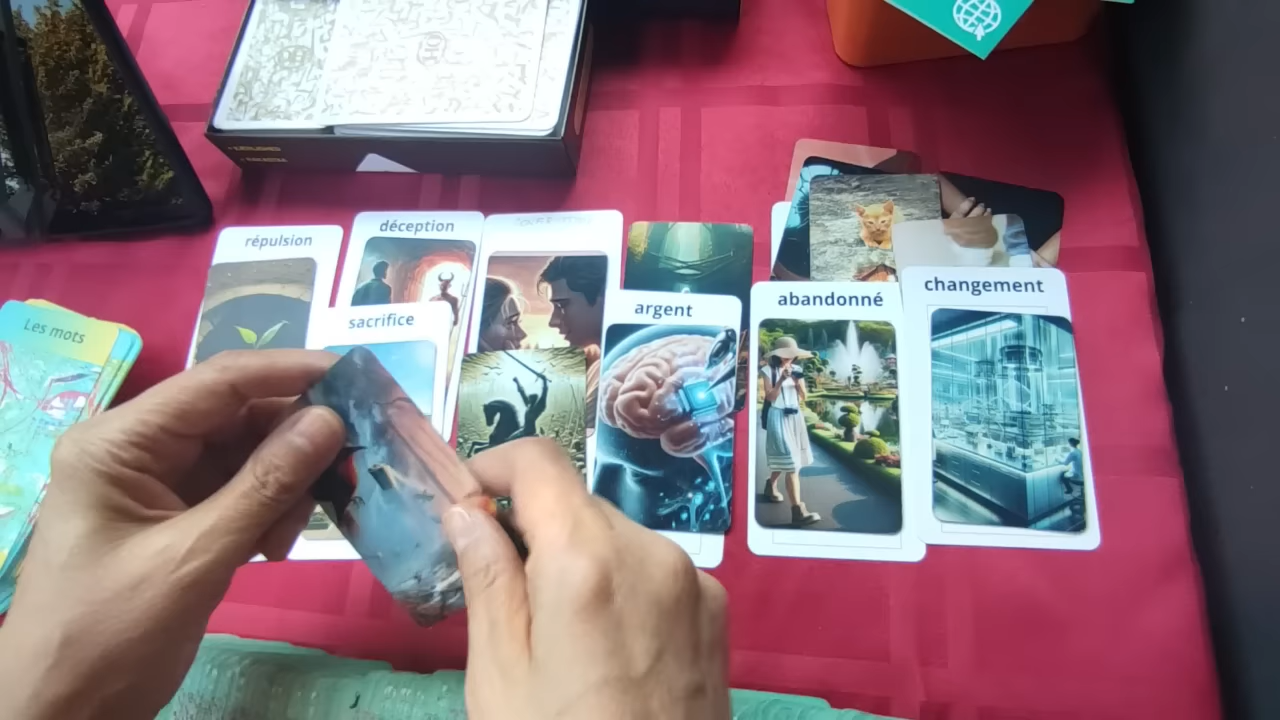 répulsion
déception
sacrifice
argent
abandonné
changement
Les mots